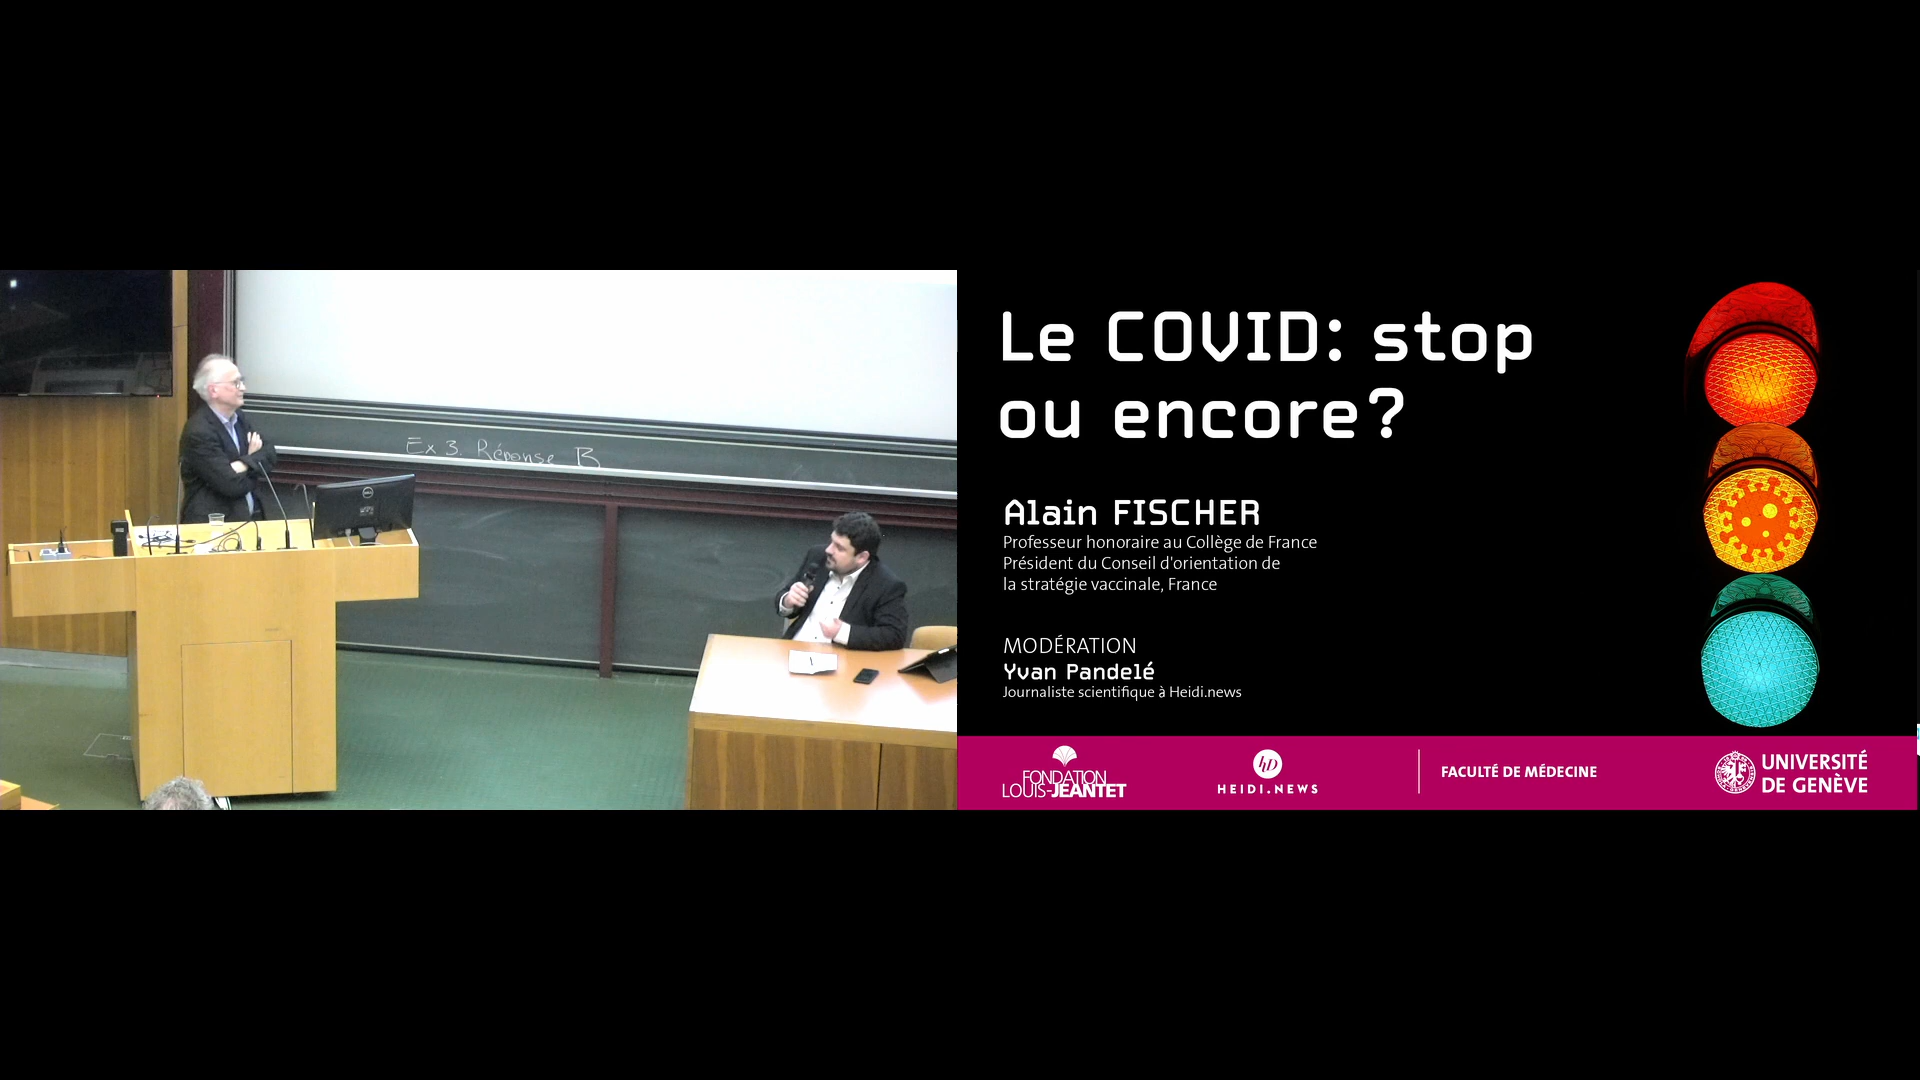 Ex 3. Réponse B
DELL
Le COVID: stop
ou encore?
Alain FISCHER
Professeur honoraire au Collège de France
Président du Conseil d'orientation de
la stratégie vaccinale, France
MODÉRATION
Yvan Pandelé
Journaliste scientifique à Heidi.news
FONDATION
LOUIS-JEANTET
HEIDI.NEWS
FACULTÉ DE MÉDECINE
UNIVERSITÉ
DE GENÈVE